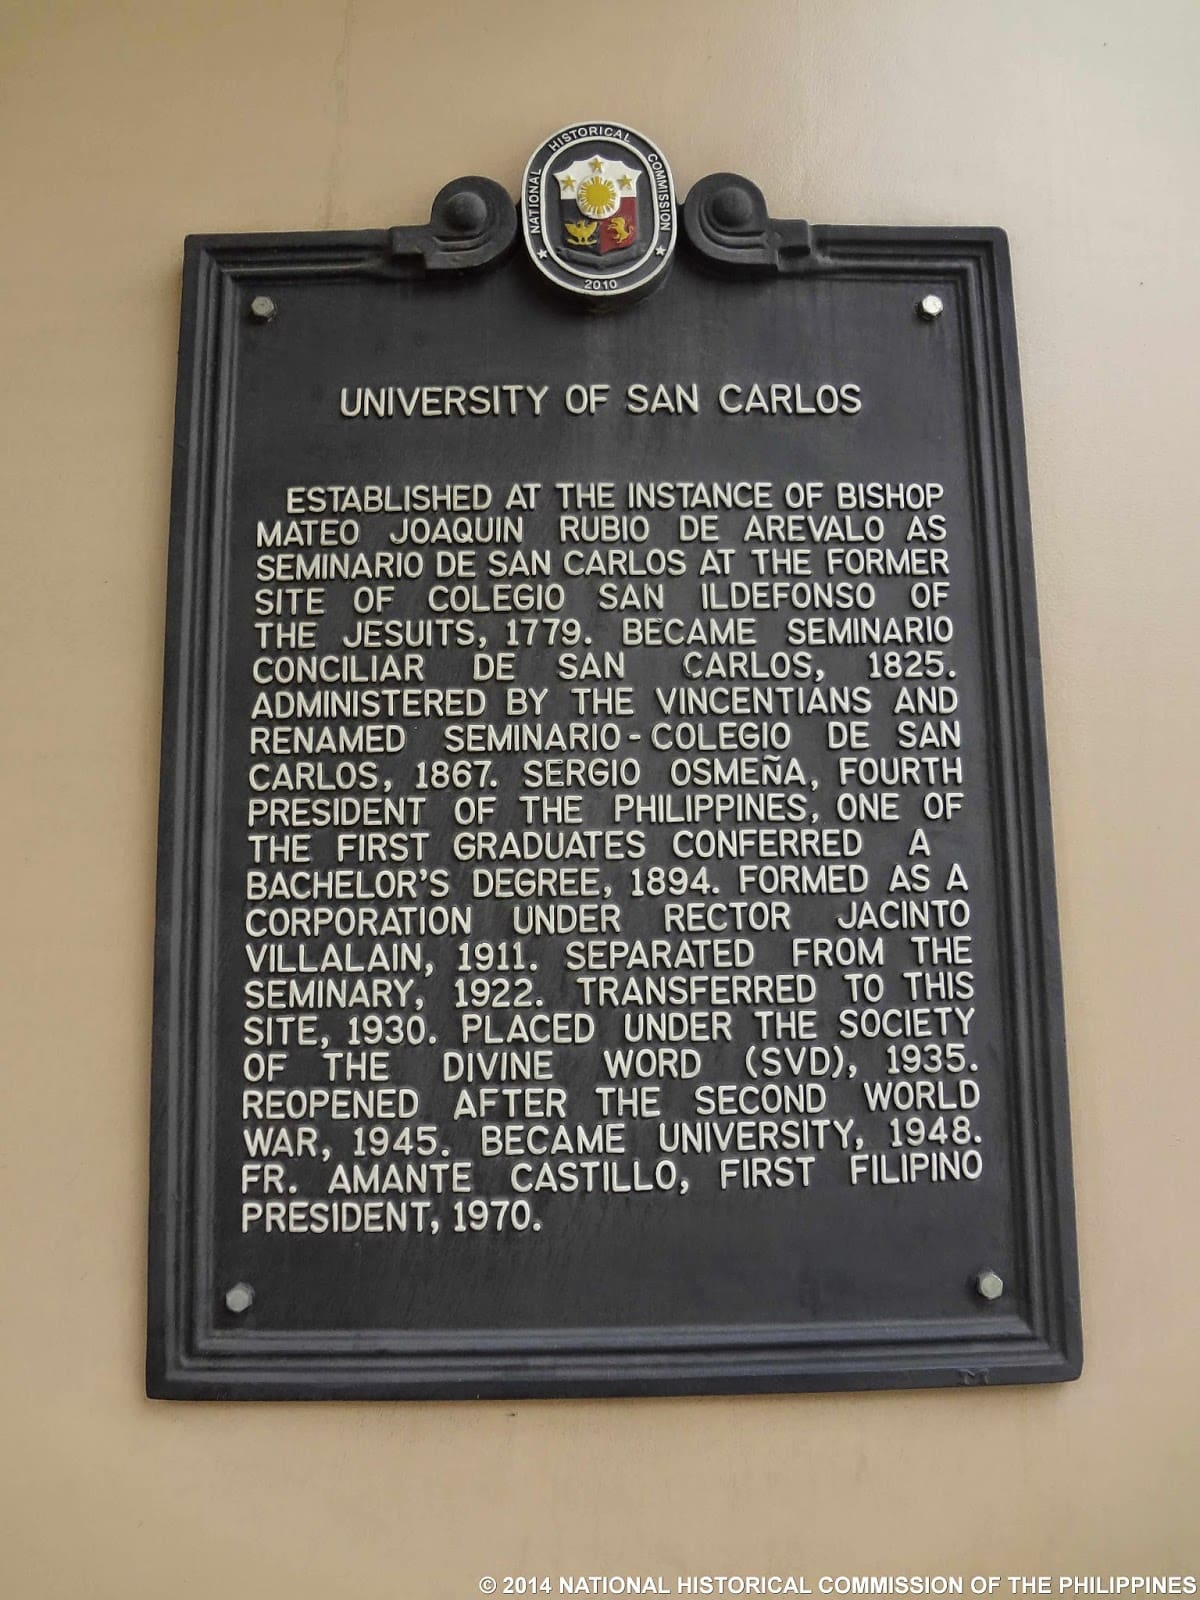 NATIONAL HISTORICAL COMMISSION
2010
UNIVERSITY OF SAN CARLOS
ESTABLISHED AT THE INSTANCE OF BISHOP
MATEO JOAQUIN RUBIO DE AREVALO AS
SEMINARIO DE SAN CARLOS AT THE FORMER
SITE OF COLEGIO SAN ILDEFONSO OF
THE JESUITS, 1779. BECAME SEMINARIO
CONCILIAR DE SAN CARLOS, 1825.
ADMINISTERED BY THE VINCENTIANS AND
RENAMED SEMINARIO-COLEGIO DE SAN
CARLOS, 1867. SERGIO OSMEÑA, FOURTH
PRESIDENT OF THE PHILIPPINES, ONE OF
THE FIRST GRADUATES CONFERRED A
BACHELOR'S DEGREE, 1894. FORMED AS A
CORPORATION UNDER RECTOR JACINTO
VILLALAIN, 1911. SEPARATED FROM THE
SEMINARY, 1922. TRANSFERRED TO THIS
SITE, 1930. PLACED UNDER THE SOCIETY
OF THE DIVINE WORD (SVD), 1935.
REOPENED AFTER THE SECOND WORLD
WAR, 1945. BECAME UNIVERSITY, 1948.
FR. AMANTE CASTILLO, FIRST FILIPINO
PRESIDENT, 1970.
© 2014 NATIONAL HISTORICAL COMMISSION OF THE PHILIPPINES